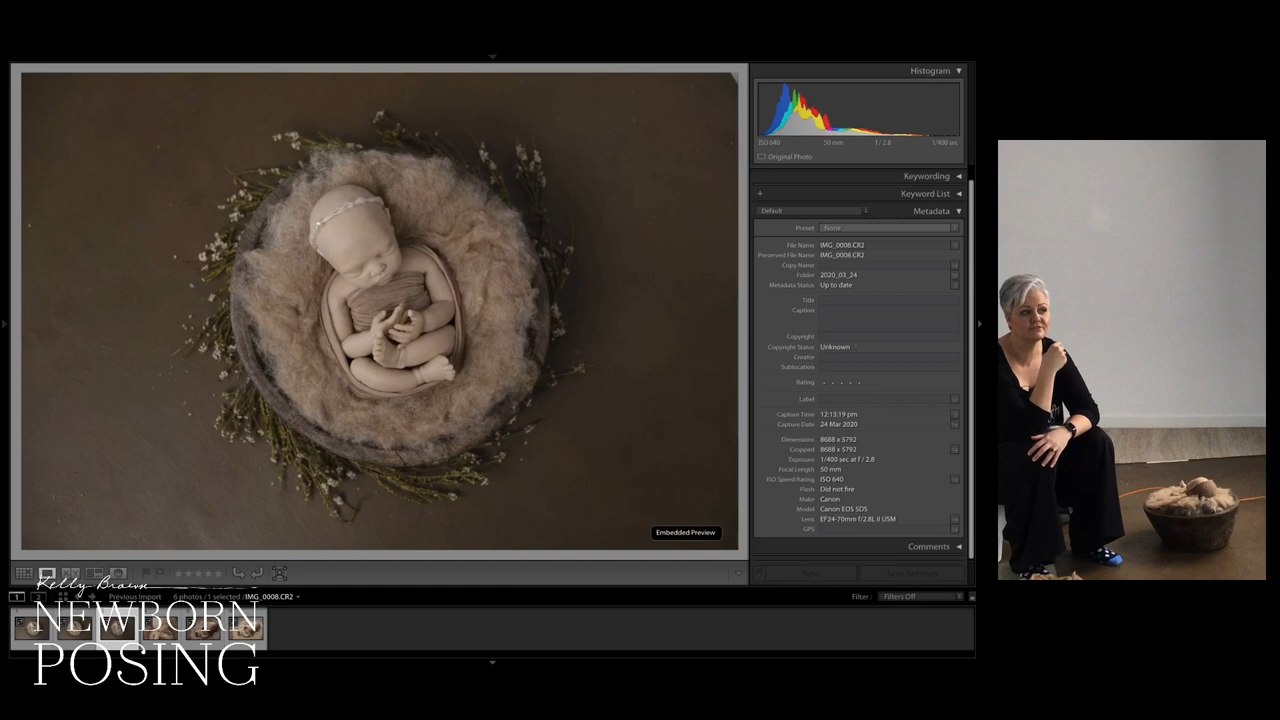 Histogram
ISO 640 50 mm f / 2.8 1/400 sec
Original Photo
Keywording
+ Keyword List
Default Metadata
Preset None
File Name IMG_0008.CR2
Preserved File Name IMG_0008.CR2
Copy Name
Folder 2020_03_24
Metadata Status Up to date
Title
Caption
Copyright
Copyright Status Unknown
Creator
Sublocation
Rating . . . . .
Label
Capture Time 12:13:19 pm
Capture Date 24 Mar 2020
Dimensions 8688 x 5792
Cropped 8688 x 5792
Exposure 1/400 sec at f / 2.8
Focal Length 50 mm
ISO Speed Rating ISO 640
Flash Did not fire
Make Canon
Model Canon EOS 5DS
Lens EF24-70mm f/2.8L II USM
GPS
Embedded Preview
Comments
Sync Sync Settings
1 2 Previous Import 6 photos / 1 selected / IMG_0008.CR2 Filter : Filters Off
Kelly Brown
NEWBORN
POSING